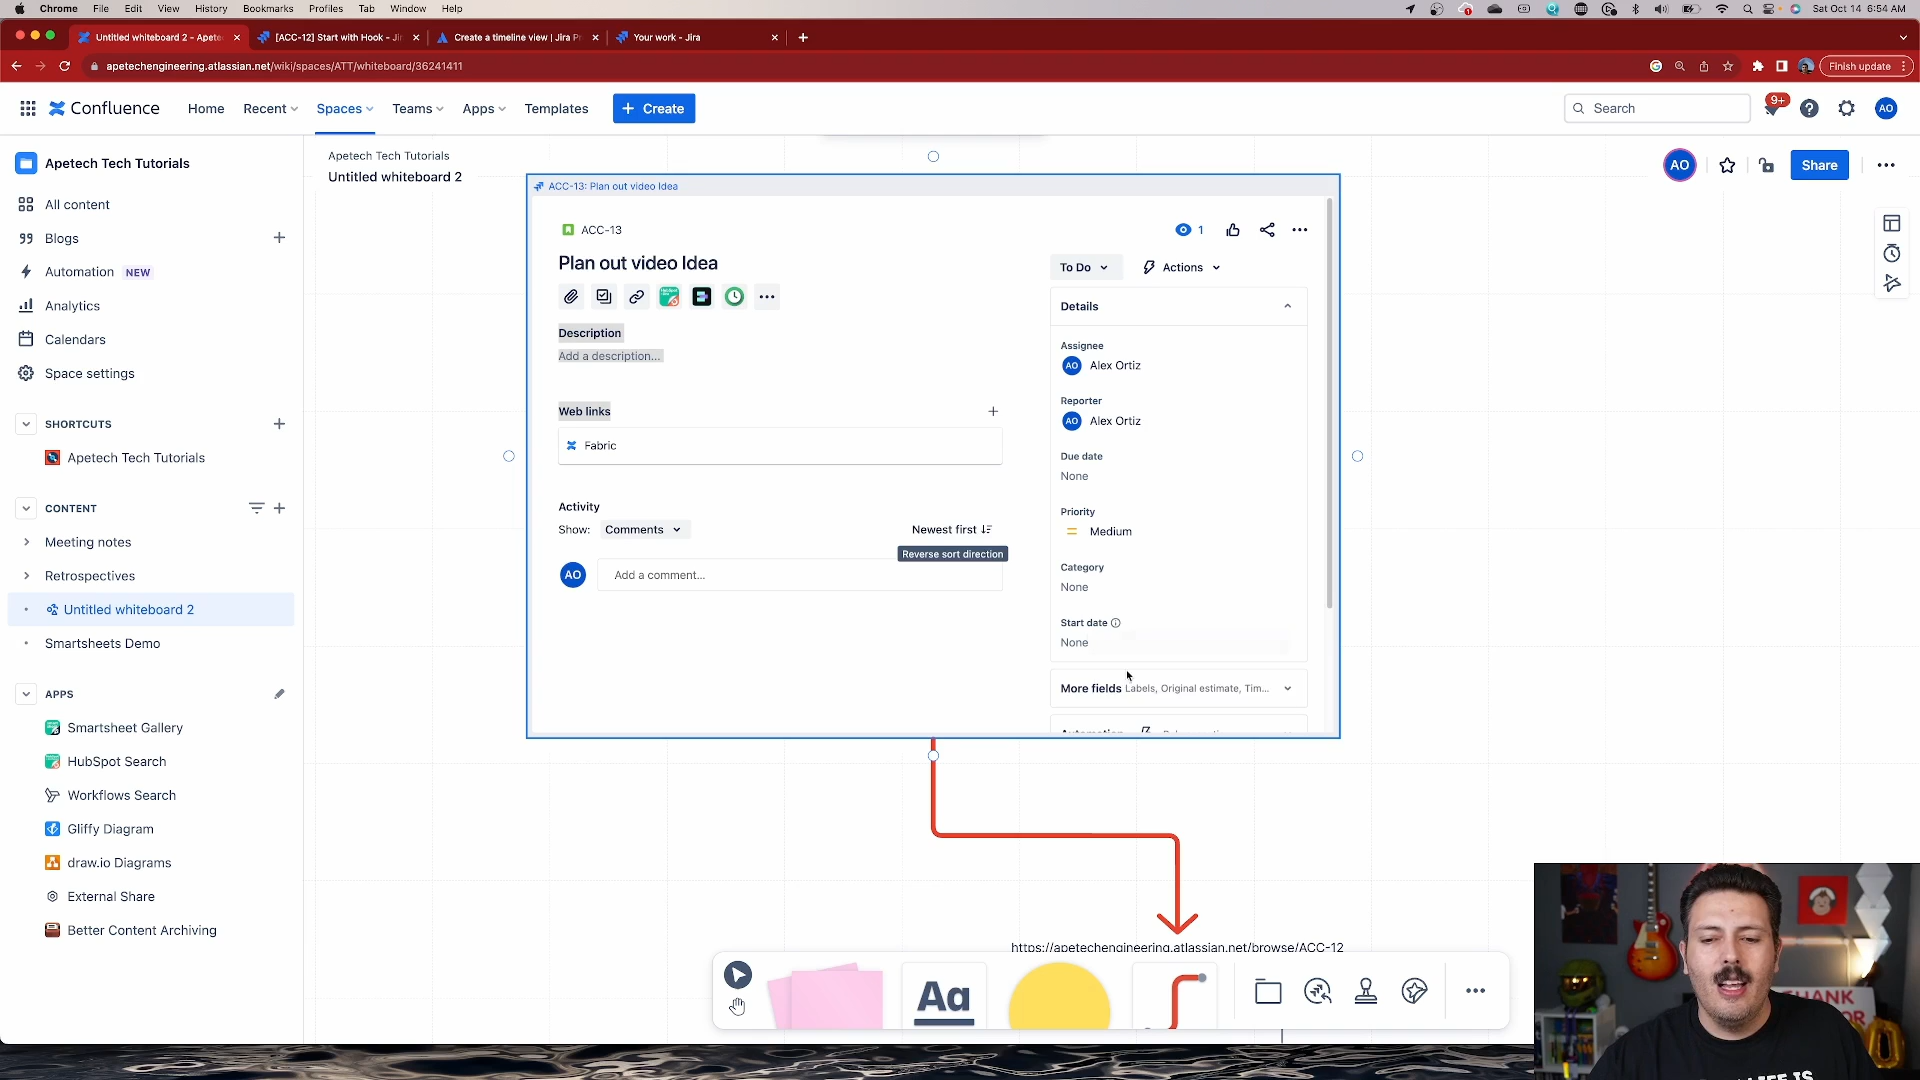 Chrome File Edit View History Bookmarks Profiles Tab Window Help
Sat Oct 14 6:54 AM
Untitled whiteboard 2 - Apete
[ACC-12] Start with Hook - Ji
Create a timeline view | Jira P
Your work - Jira
apetechengineering.atlassian.net/wiki/spaces/ATT/whiteboard/36241411
Finish update
Confluence
Home
Recent
Spaces
Teams
Apps
Templates
Create
Search
9+
AO
Apetech Tech Tutorials
All content
Blogs
Automation NEW
Analytics
Calendars
Space settings
SHORTCUTS
Apetech Tech Tutorials
CONTENT
Meeting notes
Retrospectives
Untitled whiteboard 2
Smartsheets Demo
APPS
Smartsheet Gallery
HubSpot Search
Workflows Search
Gliffy Diagram
draw.io Diagrams
External Share
Better Content Archiving
Apetech Tech Tutorials
Untitled whiteboard 2
AO
Share
ACC-13: Plan out video Idea
ACC-13
1
Plan out video Idea
To Do
Actions
Description
Add a description...
Web links
Fabric
Activity
Show: Comments
Newest first
Reverse sort direction
AO
Add a comment...
Details
Assignee
AO Alex Ortiz
Reporter
AO Alex Ortiz
Due date
None
Priority
Medium
Category
None
Start date
None
More fields Labels, Original estimate, Tim...
https://apetechengineering.atlassian.net/browse/ACC-12
Aa
THANK